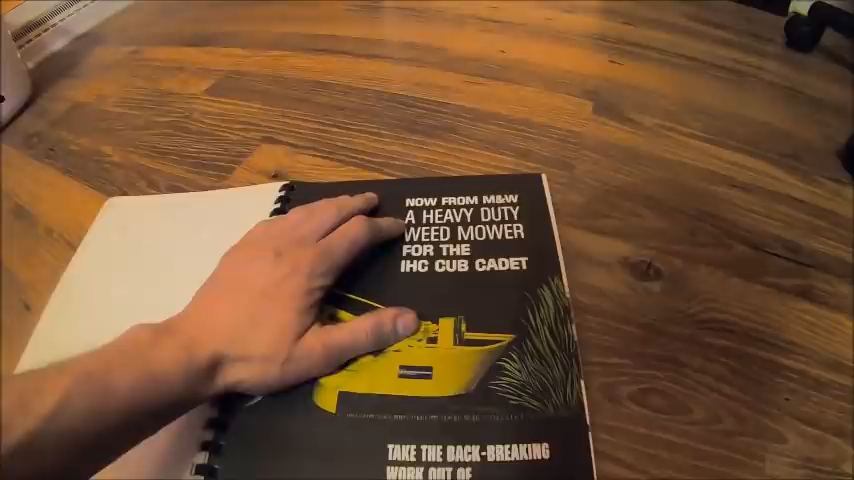 NOW FROM M&W
A HEAVY DUTY
WEED MOWER
FOR THE
IHC CUB CADET
TAKE THE BACK-BREAKING
WORK OUT OF